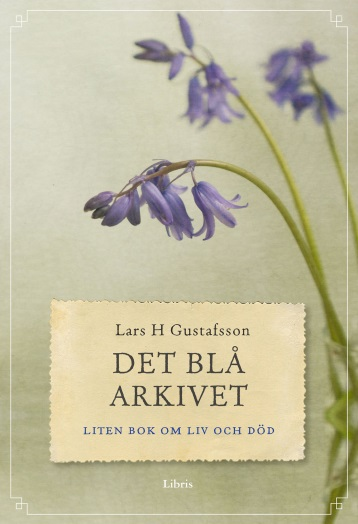 Lars H Gustafsson
DET BLÅ
ARKIVET
LITEN BOK OM LIV OCH DÖD
Libris